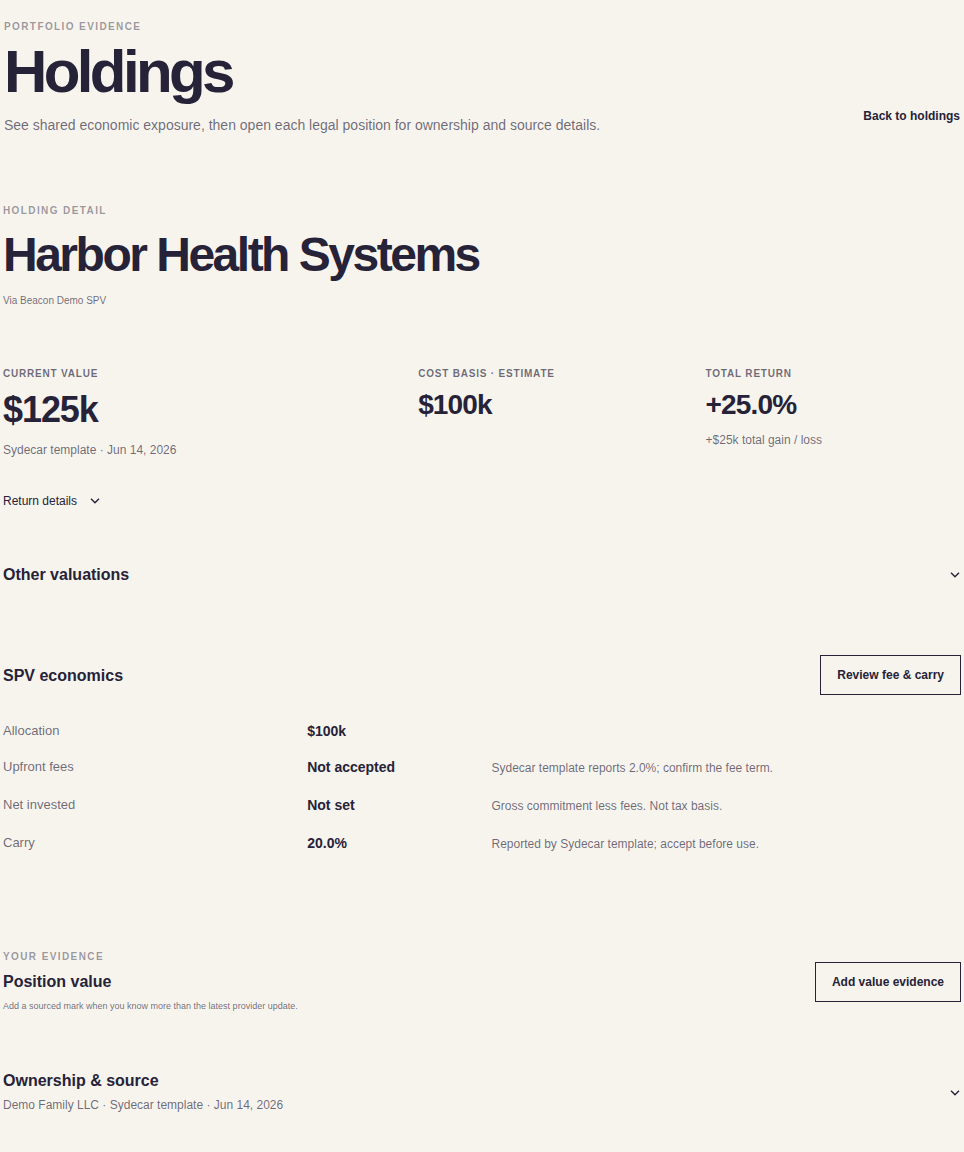 PORTFOLIO EVIDENCE
Holdings
See shared economic exposure, then open each legal position for ownership and source details.
Back to holdings
HOLDING DETAIL
Harbor Health Systems
Via Beacon Demo SPV
CURRENT VALUE
$125k
Sydecar template · Jun 14, 2026
COST BASIS · ESTIMATE
$100k
TOTAL RETURN
+25.0%
+$25k total gain / loss
Return details
Other valuations
SPV economics
Review fee & carry
Allocation $100k
Upfront fees Not accepted Sydecar template reports 2.0%; confirm the fee term.
Net invested Not set Gross commitment less fees. Not tax basis.
Carry 20.0% Reported by Sydecar template; accept before use.
YOUR EVIDENCE
Position value
Add a sourced mark when you know more than the latest provider update.
Add value evidence
Ownership & source
Demo Family LLC · Sydecar template · Jun 14, 2026